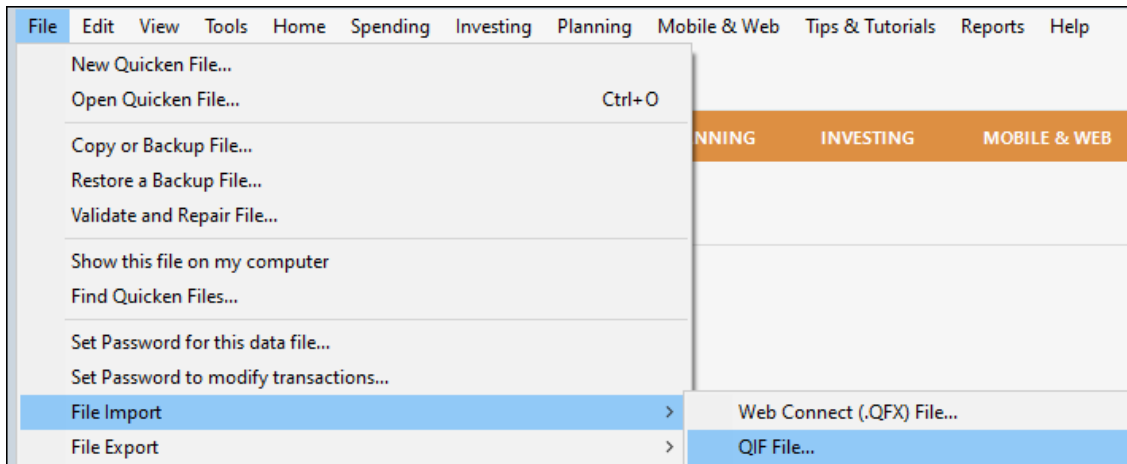 File Edit View Tools Home Spending Investing Planning Mobile & Web Tips & Tutorials Reports Help
New Quicken File...
Open Quicken File... Ctrl+O
NNING INVESTING MOBILE & WEB
Copy or Backup File...
Restore a Backup File...
Validate and Repair File...
Show this file on my computer
Find Quicken Files...
Set Password for this data file...
Set Password to modify transactions...
File Import > Web Connect (.QFX) File...
File Export > QIF File...